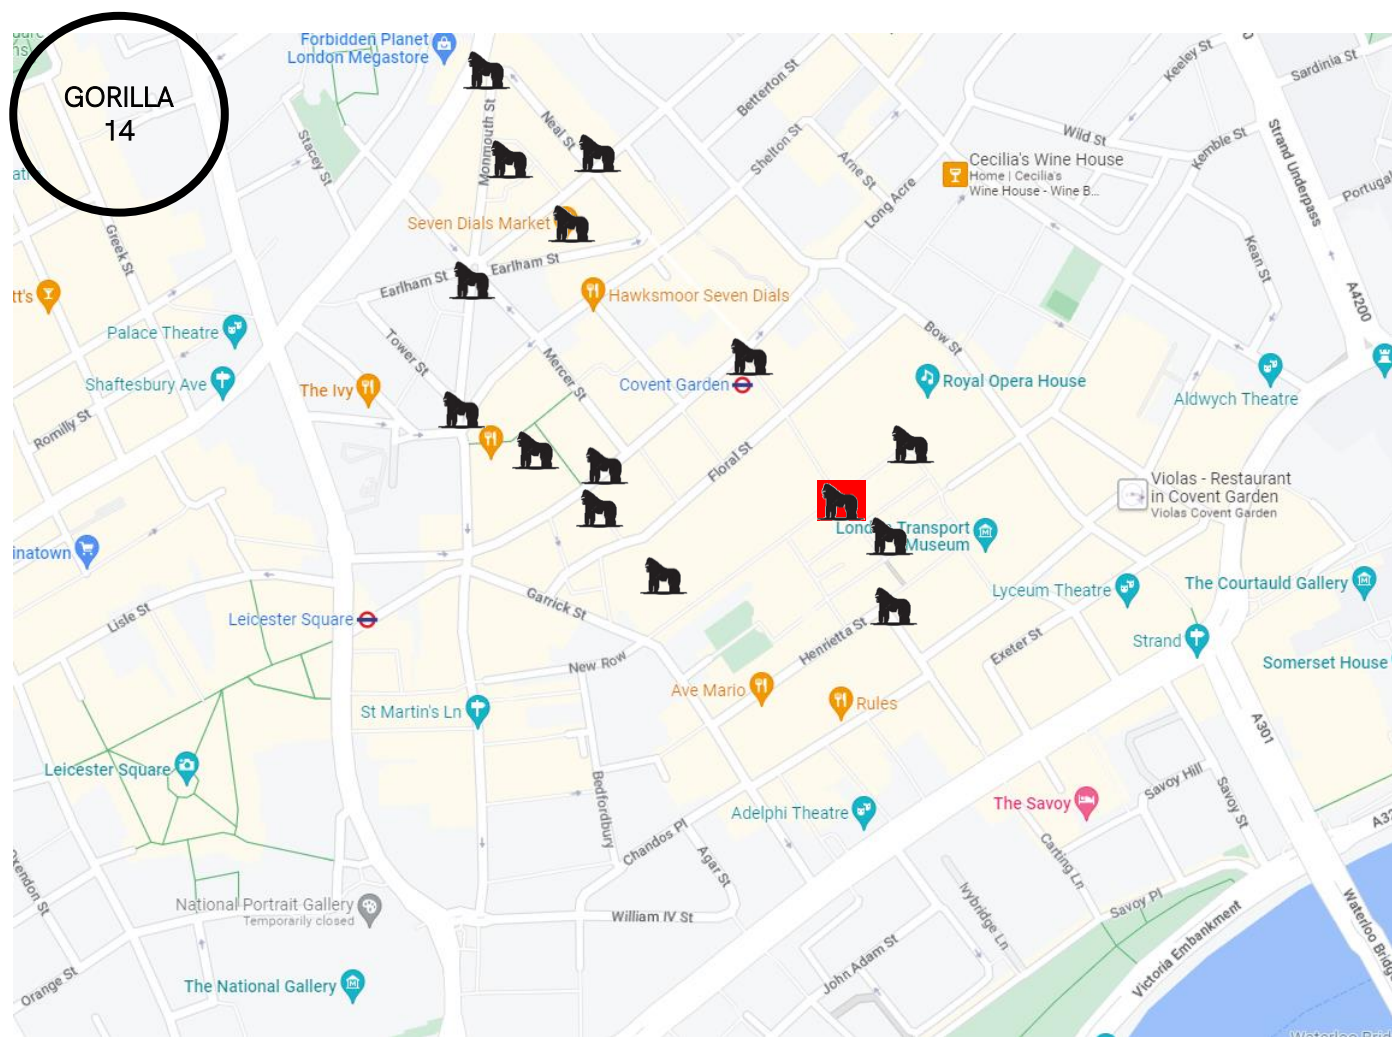 GORILLA
14
Forbidden Planet
London Megastore
Monmouth St
Neal St
Stacey St
Betterton St
Shelton St
Arne St
Long Acre
Keeley St
Sardinia St
Wild St
Kemble St
Strand Underpass
Portugal
Cecilia's Wine House
Home | Cecilia's
Wine House - Wine B...
Greek St
Seven Dials Market
Earlham St
Earlham St
Kean St
A4200
tt's
Hawksmoor Seven Dials
Palace Theatre
Tower St
Mercer St
Bow St
Shaftesbury Ave
The Ivy
Covent Garden
Royal Opera House
Aldwych Theatre
Romilly St
Floral St
Violas - Restaurant
in Covent Garden
Violas Covent Garden
London Transport
Museum
inatown
Lyceum Theatre
The Courtauld Gallery
Lisle St
Leicester Square
Garrick St
Henrietta St
Exeter St
Strand
Somerset House
New Row
Ave Mario
Rules
St Martin's Ln
A301
Leicester Square
Bedfordbury
Savoy Hill
Savoy St
The Savoy
Adelphi Theatre
Chandos Pl
Agar St
Carting Ln
Oxendon St
National Portrait Gallery
Temporarily closed
William IV St
Ivybridge Ln
Savoy Pl
Victoria Embankment
Waterloo Bridge
John Adam St
Orange St
The National Gallery